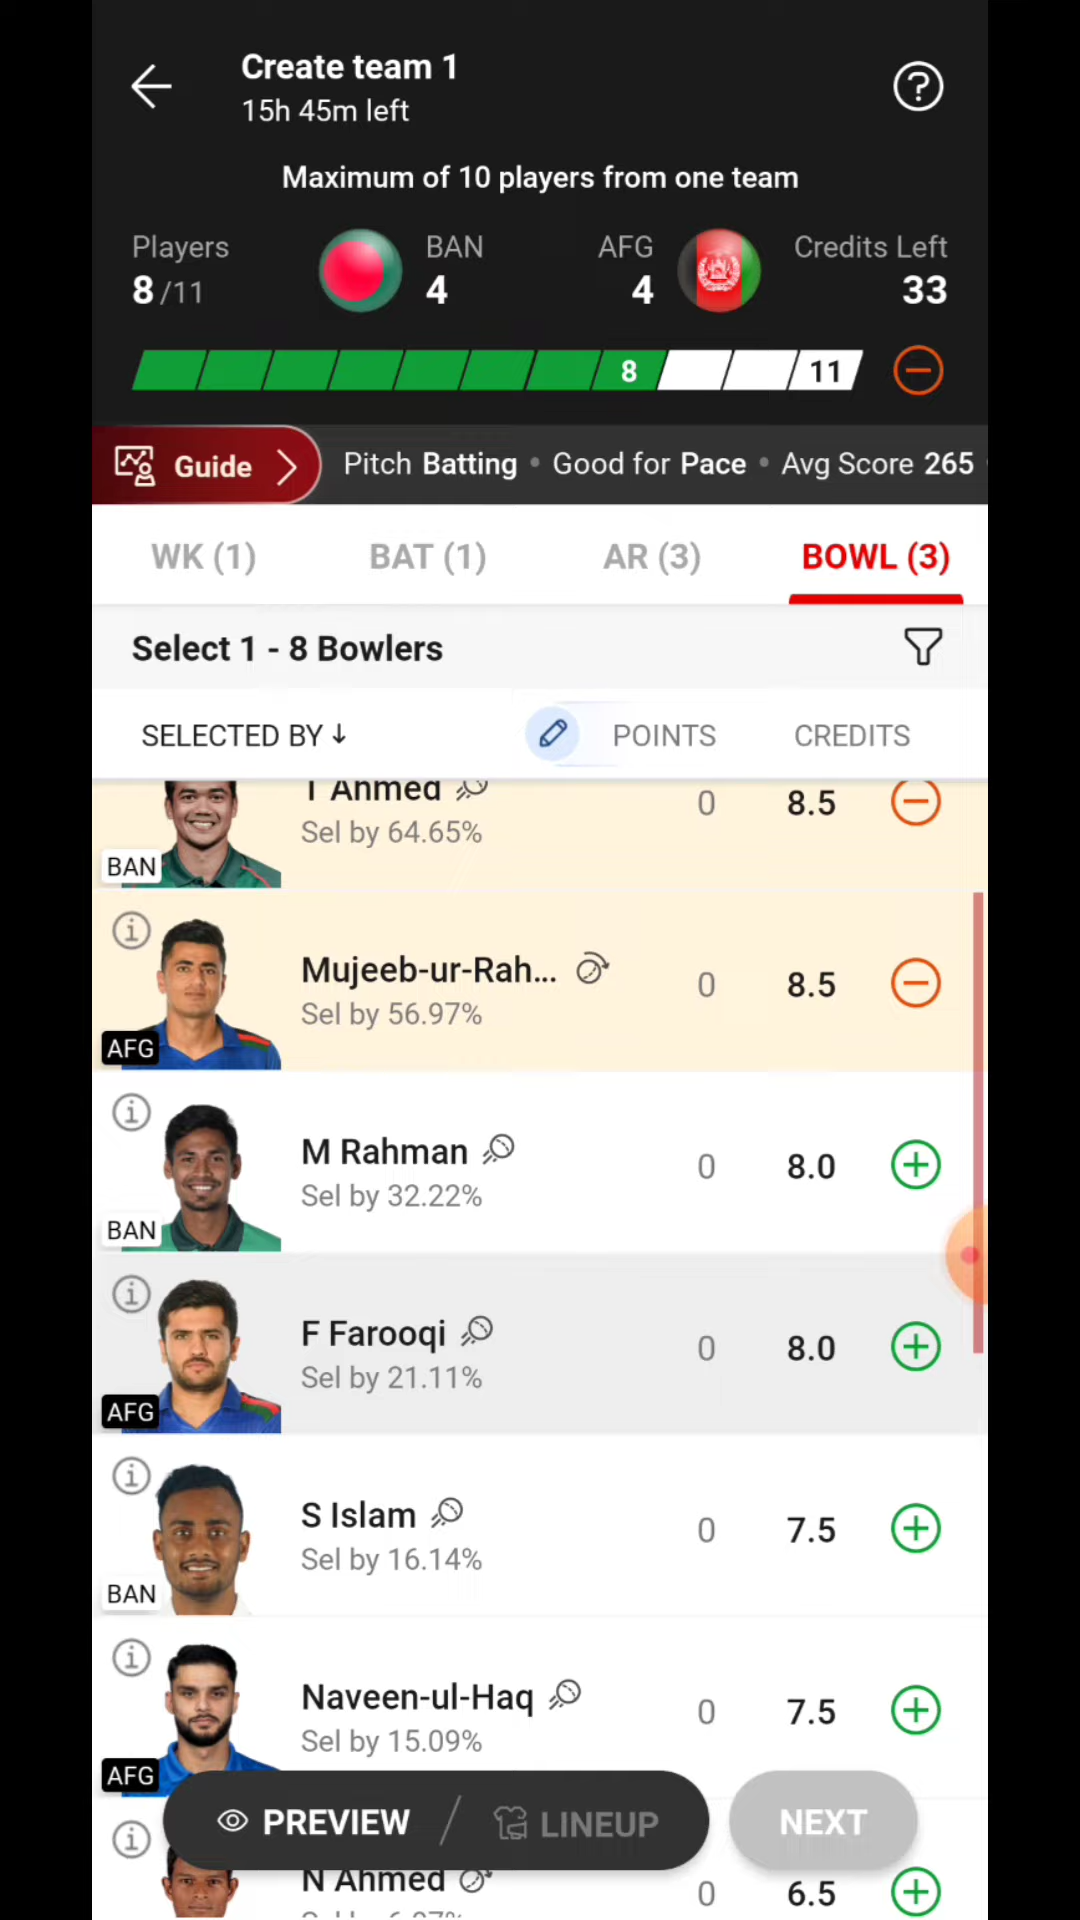 Create team 1
15h 45m left
Maximum of 10 players from one team
Players BAN AFG Credits Left
8/11 4 4 33
8 11
Guide Pitch Batting • Good for Pace • Avg Score 265
WK (1) BAT (1) AR (3) BOWL (3)
Select 1 - 8 Bowlers
SELECTED BY ↓ POINTS CREDITS
T Ahmed 0 8.5
Sel by 64.65%
BAN
Mujeeb-ur-Rah... 0 8.5
Sel by 56.97%
AFG
M Rahman 0 8.0
Sel by 32.22%
BAN
F Farooqi 0 8.0
Sel by 21.11%
AFG
S Islam 0 7.5
Sel by 16.14%
BAN
Naveen-ul-Haq 0 7.5
Sel by 15.09%
AFG
PREVIEW / LINEUP NEXT
N Ahmed 0 6.5